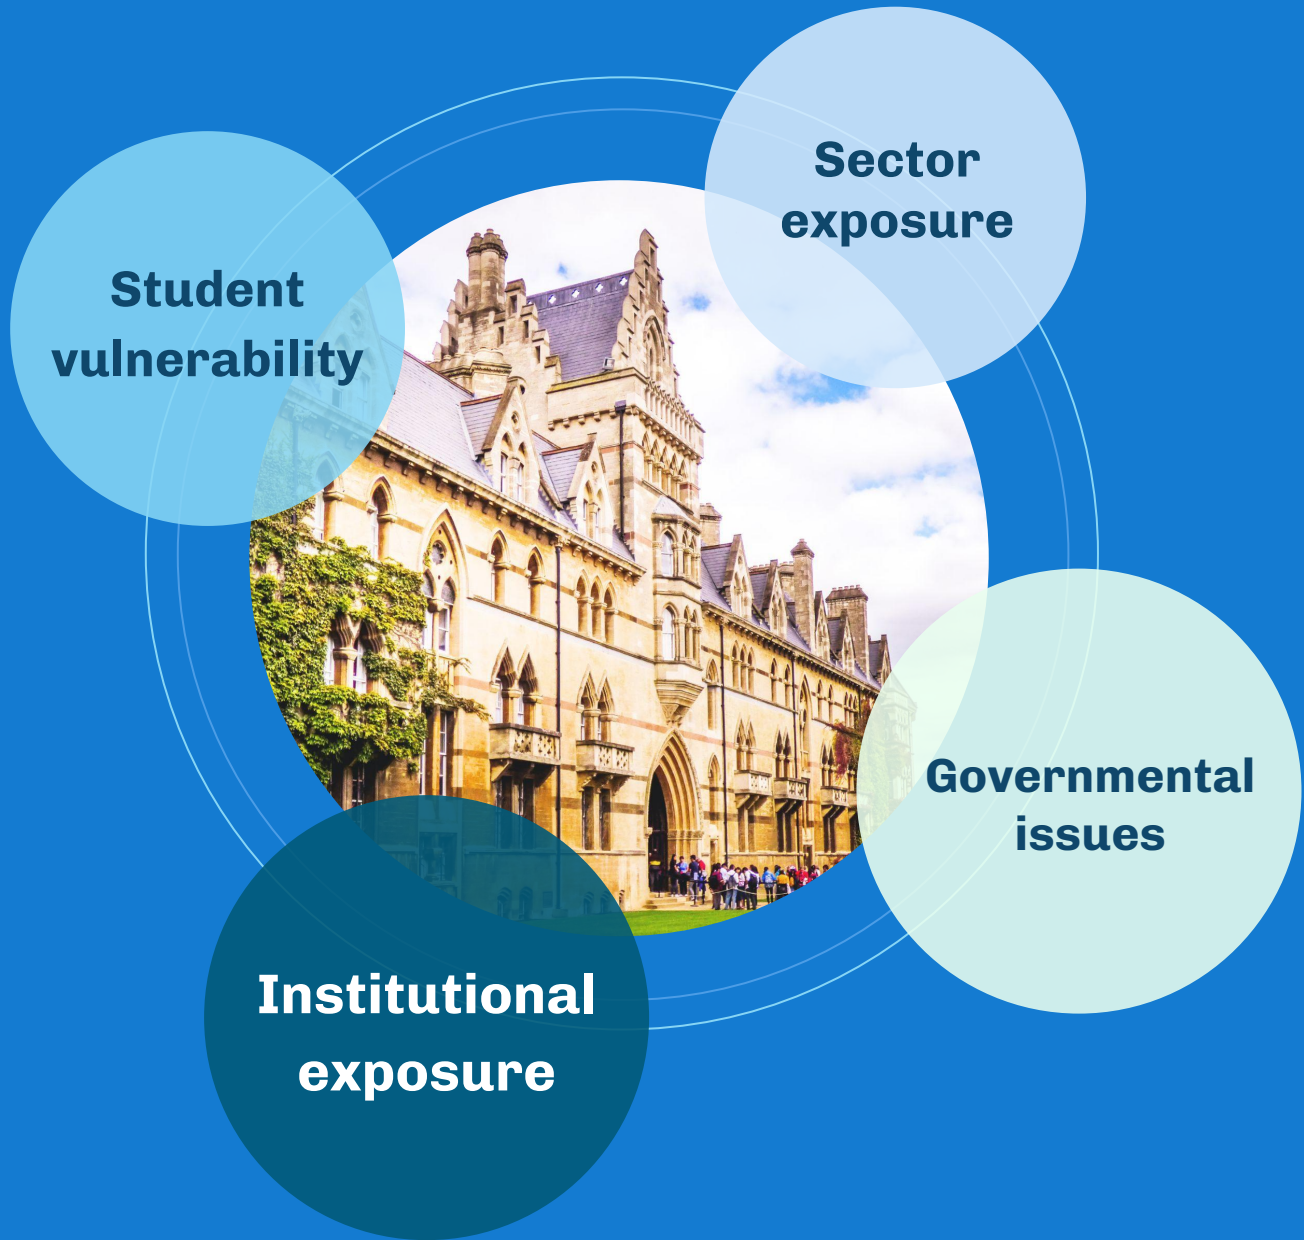 Sector
exposure
Student
vulnerability
Governmental
issues
Institutional
exposure